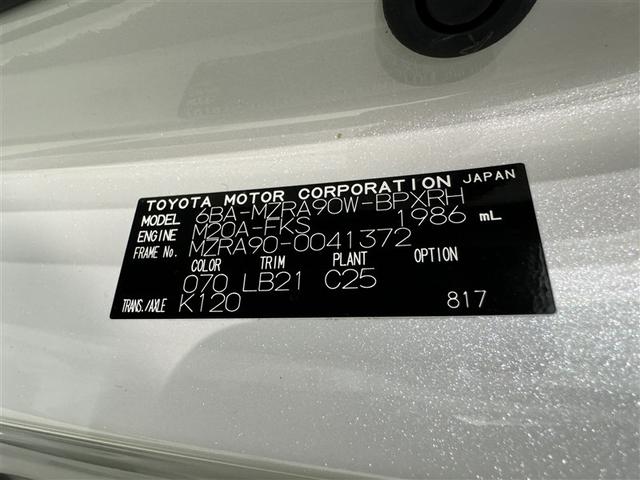 TOYOTA MOTOR CORPORATION JAPAN
MODEL 6BA-MZRA90W-BPXRH
ENGINE M20A-FKS 1986 mL
FRAME No. MZRA90-0041372
COLOR TRIM PLANT OPTION
070 LB21 C25
TRANS./AXLE K120 817